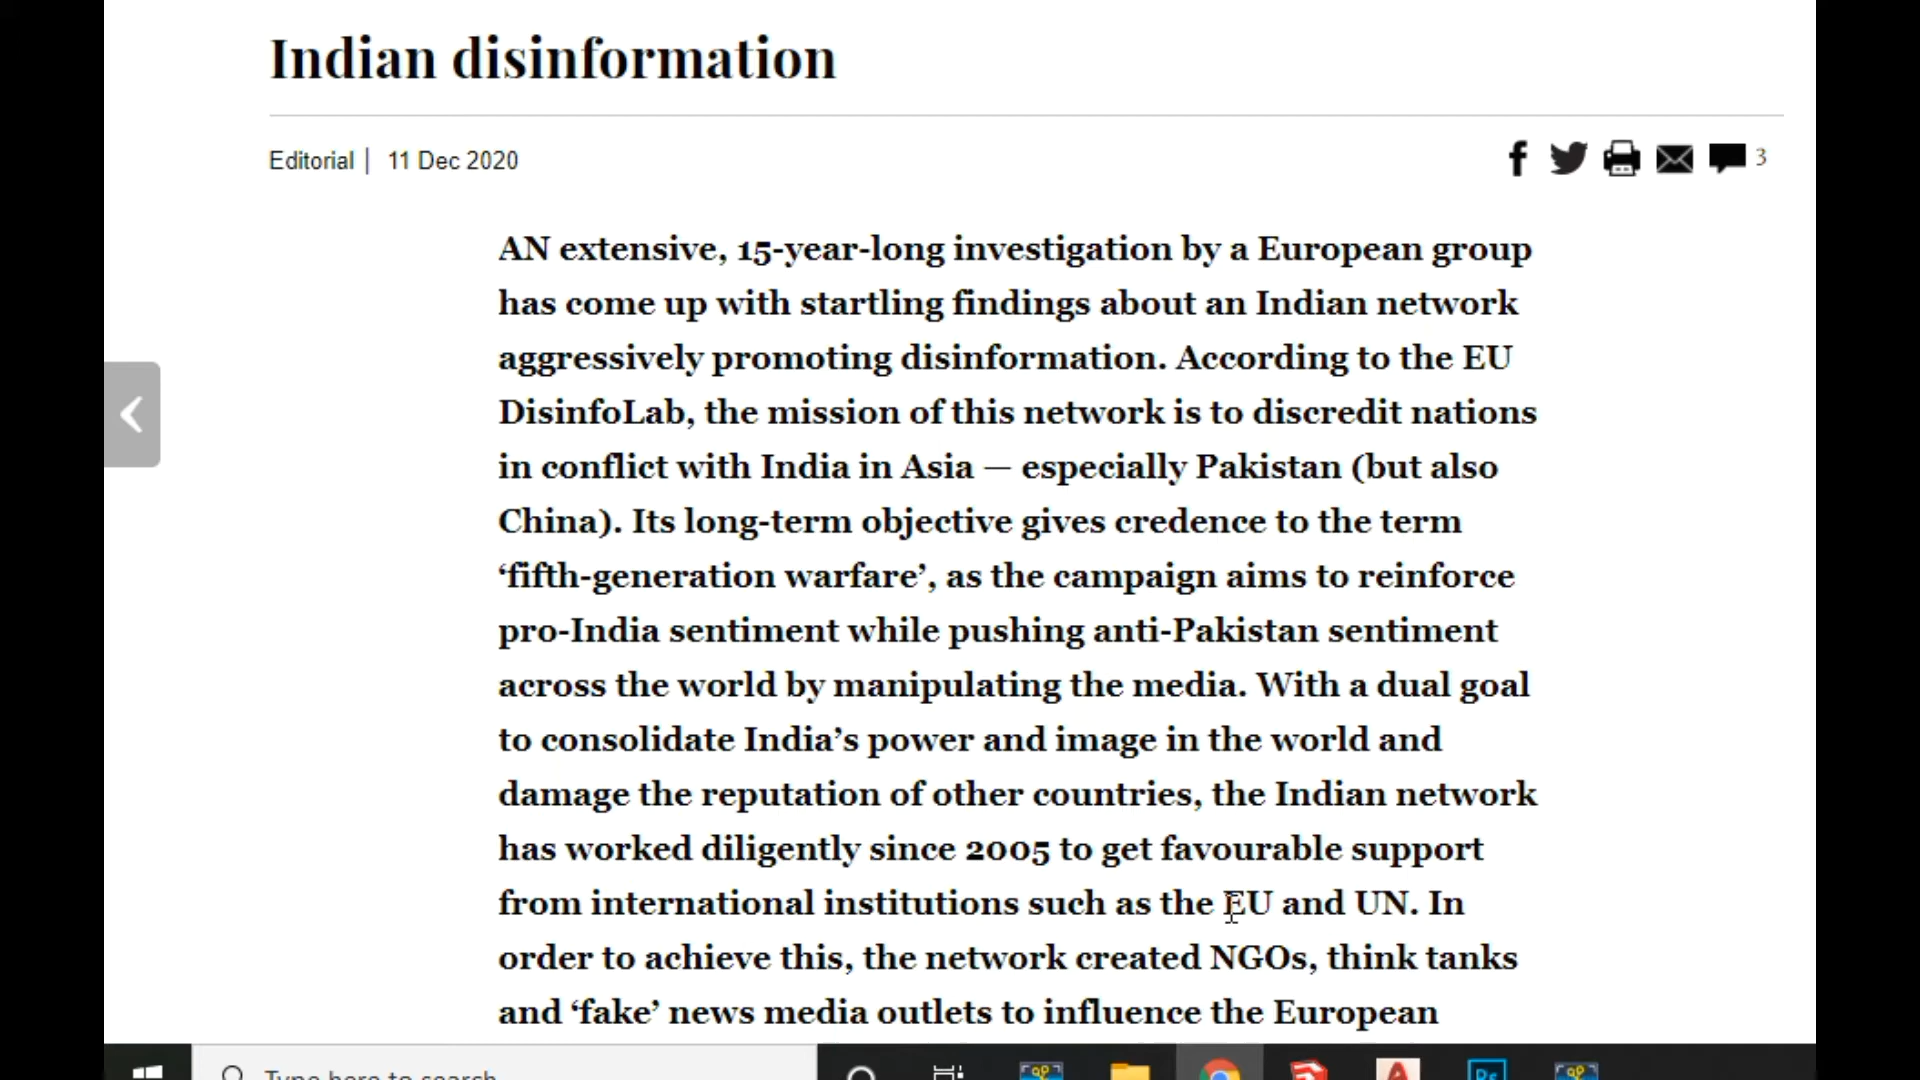 Indian disinformation
Editorial | 11 Dec 2020
3
AN extensive, 15-year-long investigation by a European group
has come up with startling findings about an Indian network
aggressively promoting disinformation. According to the EU
DisinfoLab, the mission of this network is to discredit nations
in conflict with India in Asia — especially Pakistan (but also
China). Its long-term objective gives credence to the term
‘fifth-generation warfare’, as the campaign aims to reinforce
pro-India sentiment while pushing anti-Pakistan sentiment
across the world by manipulating the media. With a dual goal
to consolidate India’s power and image in the world and
damage the reputation of other countries, the Indian network
has worked diligently since 2005 to get favourable support
from international institutions such as the EU and UN. In
order to achieve this, the network created NGOs, think tanks
and ‘fake’ news media outlets to influence the European
Type here to search
Ps